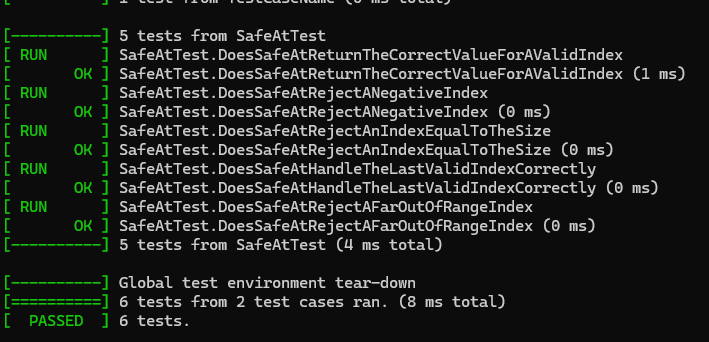 1 test from TestCaseName (0 ms total)
[----------] 5 tests from SafeAtTest
[ RUN      ] SafeAtTest.DoesSafeAtReturnTheCorrectValueForAValidIndex
[       OK ] SafeAtTest.DoesSafeAtReturnTheCorrectValueForAValidIndex (1 ms)
[ RUN      ] SafeAtTest.DoesSafeAtRejectANegativeIndex
[       OK ] SafeAtTest.DoesSafeAtRejectANegativeIndex (0 ms)
[ RUN      ] SafeAtTest.DoesSafeAtRejectAnIndexEqualToTheSize
[       OK ] SafeAtTest.DoesSafeAtRejectAnIndexEqualToTheSize (0 ms)
[ RUN      ] SafeAtTest.DoesSafeAtHandleTheLastValidIndexCorrectly
[       OK ] SafeAtTest.DoesSafeAtHandleTheLastValidIndexCorrectly (0 ms)
[ RUN      ] SafeAtTest.DoesSafeAtRejectAFarOutOfRangeIndex
[       OK ] SafeAtTest.DoesSafeAtRejectAFarOutOfRangeIndex (0 ms)
[----------] 5 tests from SafeAtTest (4 ms total)
[----------] Global test environment tear-down
[==========] 6 tests from 2 test cases ran. (8 ms total)
[  PASSED  ] 6 tests.